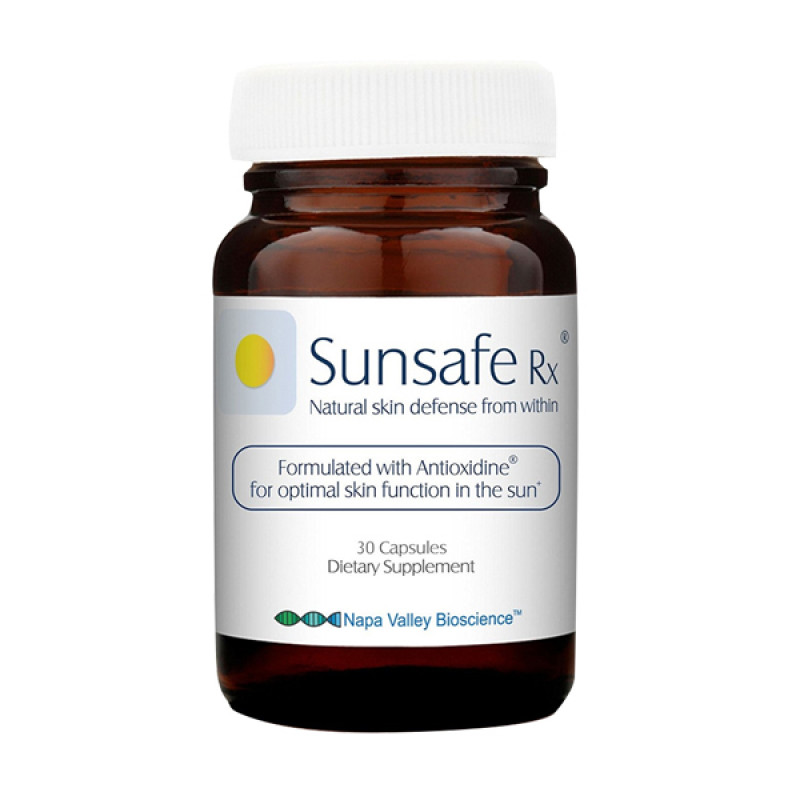 Sunsafe Rx®
Natural skin defense from within
Formulated with Antioxidine®
for optimal skin function in the sun⁺
30 Capsules
Dietary Supplement
Napa Valley Bioscience™